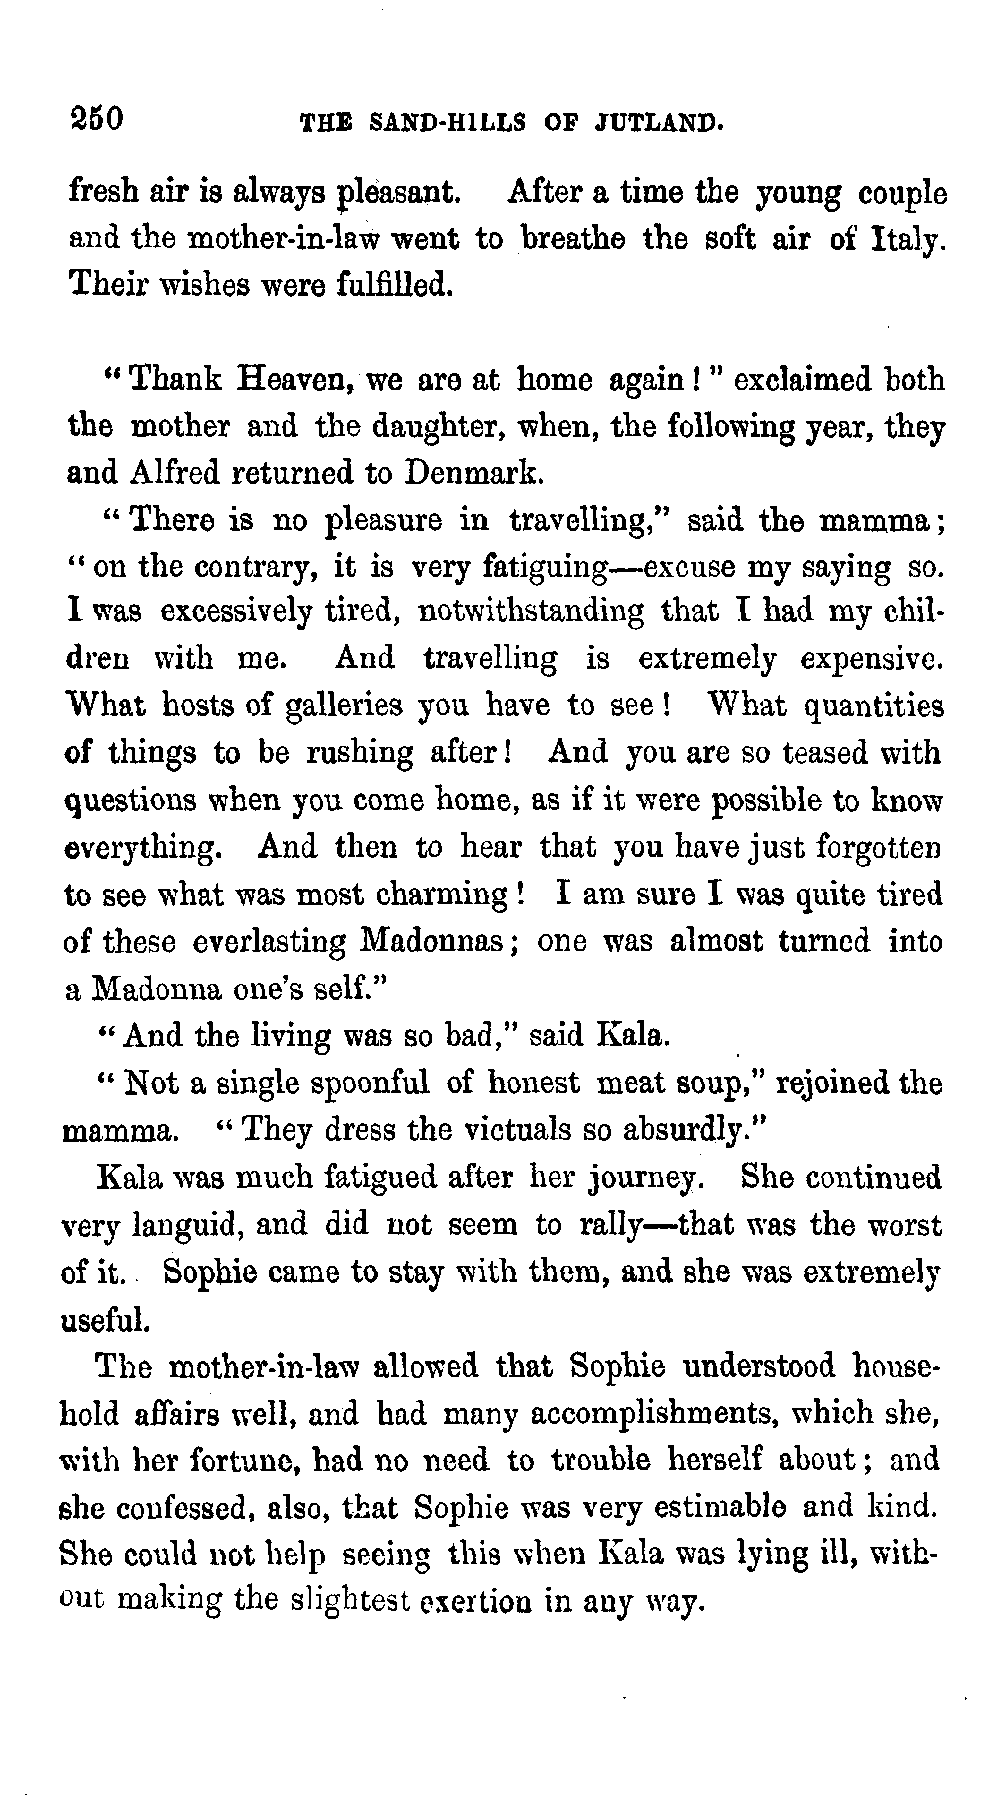 250 THE SAND-HILLS OF JUTLAND.
fresh air is always pleasant. After a time the young couple
and the mother-in-law went to breathe the soft air of Italy.
Their wishes were fulfilled.
"Thank Heaven, we are at home again!" exclaimed both
the mother and the daughter, when, the following year, they
and Alfred returned to Denmark.
"There is no pleasure in travelling," said the mamma;
"on the contrary, it is very fatiguing—excuse my saying so.
I was excessively tired, notwithstanding that I had my chil-
dren with me. And travelling is extremely expensive.
What hosts of galleries you have to see! What quantities
of things to be rushing after! And you are so teased with
questions when you come home, as if it were possible to know
everything. And then to hear that you have just forgotten
to see what was most charming! I am sure I was quite tired
of these everlasting Madonnas; one was almost turned into
a Madonna one's self."
"And the living was so bad," said Kala.
"Not a single spoonful of honest meat soup," rejoined the
mamma. "They dress the victuals so absurdly."
Kala was much fatigued after her journey. She continued
very languid, and did not seem to rally—that was the worst
of it. Sophie came to stay with them, and she was extremely
useful.
The mother-in-law allowed that Sophie understood house-
hold affairs well, and had many accomplishments, which she,
with her fortune, had no need to trouble herself about; and
she confessed, also, that Sophie was very estimable and kind.
She could not help seeing this when Kala was lying ill, with-
out making the slightest exertion in any way.